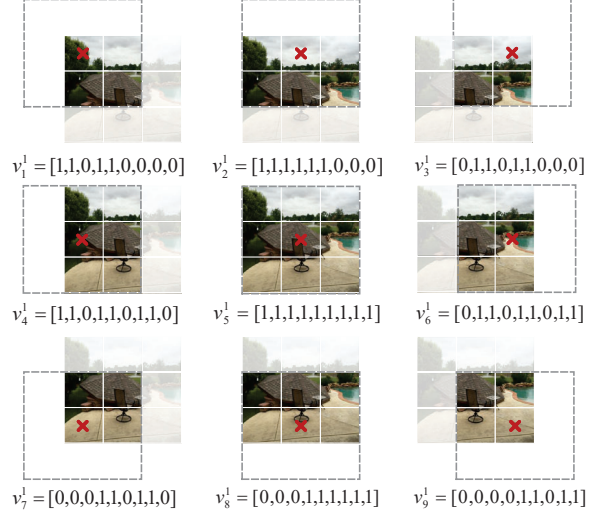 v₁¹ = [1,1,0,1,1,0,0,0,0] v₂¹ = [1,1,1,1,1,1,0,0,0] v₃¹ = [0,1,1,0,1,1,0,0,0]
v₄¹ = [1,1,0,1,1,0,1,1,0] v₅¹ = [1,1,1,1,1,1,1,1,1] v₆¹ = [0,1,1,0,1,1,0,1,1]
v₇¹ = [0,0,0,1,1,0,1,1,0] v₈¹ = [0,0,0,1,1,1,1,1,1] v₉¹ = [0,0,0,0,1,1,0,1,1]